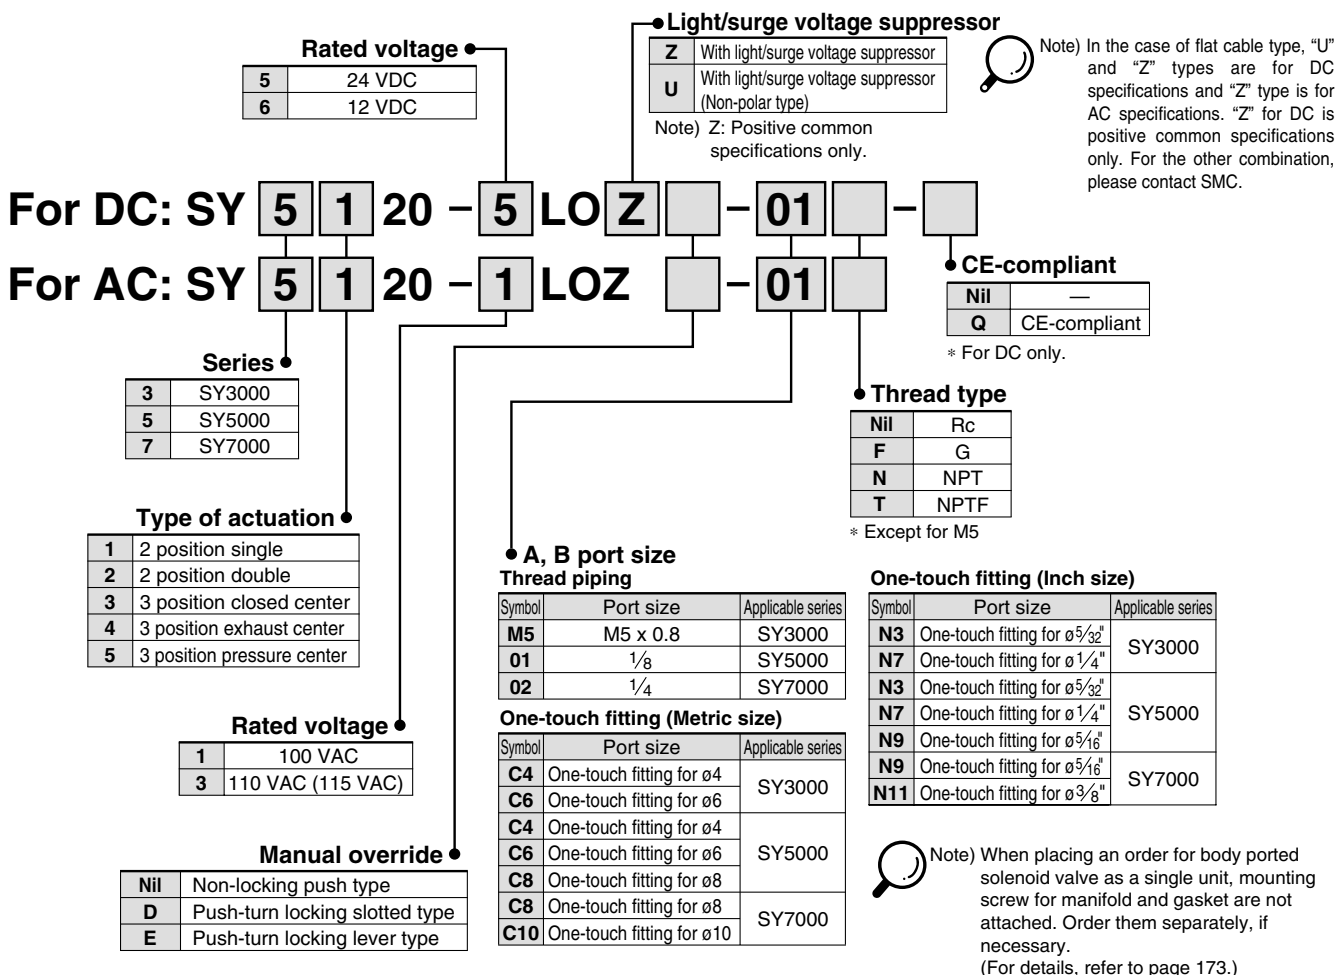 Light/surge voltage suppressor
Z With light/surge voltage suppressor
U With light/surge voltage suppressor
(Non-polar type)
Note) Z: Positive common
specifications only.
Note) In the case of flat cable type, “U”
and “Z” types are for DC
specifications and “Z” type is for
AC specifications. “Z” for DC is
positive common specifications
only. For the other combination,
please contact SMC.
Rated voltage
5 24 VDC
6 12 VDC
For DC: SY 5 1 20 – 5 LO Z – 01 –
For AC: SY 5 1 20 – 1 LOZ – 01
CE-compliant
Nil —
Q CE-compliant
* For DC only.
Series
3 SY3000
5 SY5000
7 SY7000
Thread type
Nil Rc
F G
N NPT
T NPTF
* Except for M5
Type of actuation
1 2 position single
2 2 position double
3 3 position closed center
4 3 position exhaust center
5 3 position pressure center
Rated voltage
1 100 VAC
3 110 VAC (115 VAC)
Manual override
Nil Non-locking push type
D Push-turn locking slotted type
E Push-turn locking lever type
A, B port size
Thread piping
Symbol Port size Applicable series
M5 M5 x 0.8 SY3000
01 1/8 SY5000
02 1/4 SY7000
One-touch fitting (Metric size)
Symbol Port size Applicable series
C4 One-touch fitting for ø4
SY3000
C6 One-touch fitting for ø6
C4 One-touch fitting for ø4
C6 One-touch fitting for ø6 SY5000
C8 One-touch fitting for ø8
C8 One-touch fitting for ø8
SY7000
C10 One-touch fitting for ø10
One-touch fitting (Inch size)
Symbol Port size Applicable series
N3 One-touch fitting for ø5/32"
SY3000
N7 One-touch fitting for ø1/4"
N3 One-touch fitting for ø5/32"
N7 One-touch fitting for ø1/4" SY5000
N9 One-touch fitting for ø5/16"
N9 One-touch fitting for ø5/16"
SY7000
N11 One-touch fitting for ø3/8"
Note) When placing an order for body ported
solenoid valve as a single unit, mounting
screw for manifold and gasket are not
attached. Order them separately, if
necessary.
(For details, refer to page 173.)